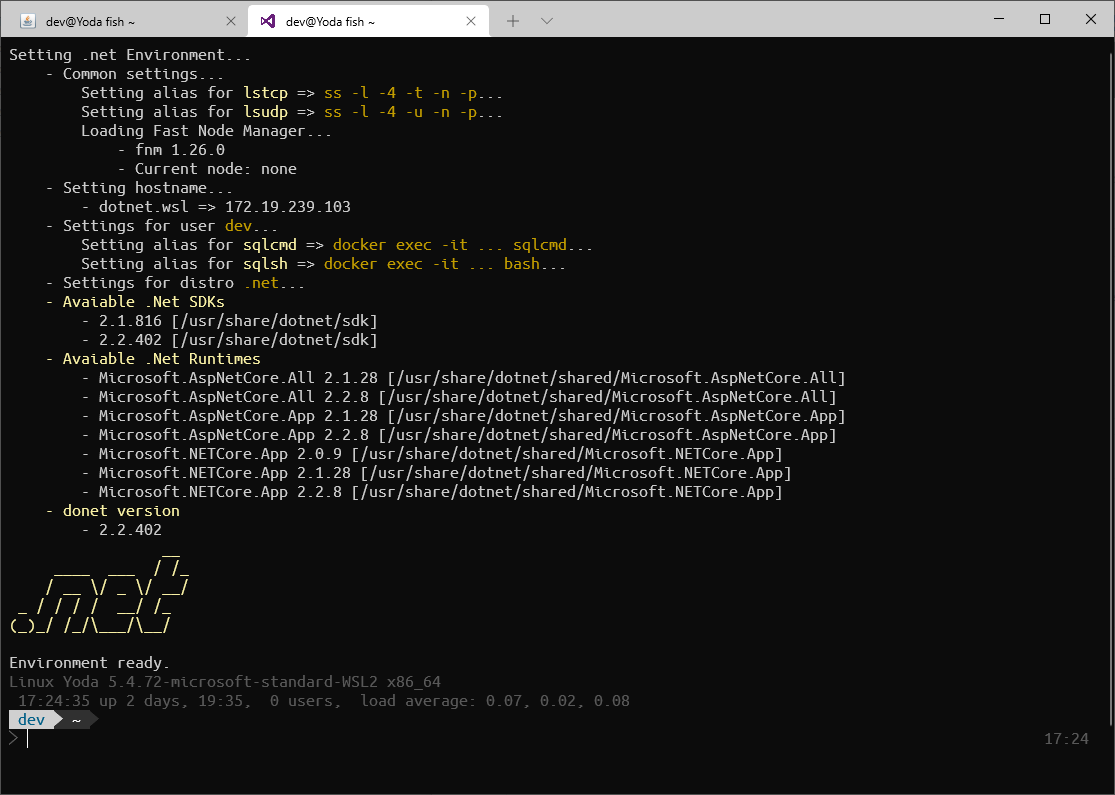 dev@Yoda fish ~
dev@Yoda fish ~
Setting .net Environment...
    - Common settings...
        Setting alias for lstcp => ss -l -4 -t -n -p...
        Setting alias for lsudp => ss -l -4 -u -n -p...
        Loading Fast Node Manager...
            - fnm 1.26.0
            - Current node: none
    - Setting hostname...
        - dotnet.wsl => 172.19.239.103
    - Settings for user dev...
        Setting alias for sqlcmd => docker exec -it ... sqlcmd...
        Setting alias for sqlsh => docker exec -it ... bash...
    - Settings for distro .net...
    - Avaiable .Net SDKs
        - 2.1.816 [/usr/share/dotnet/sdk]
        - 2.2.402 [/usr/share/dotnet/sdk]
    - Avaiable .Net Runtimes
        - Microsoft.AspNetCore.All 2.1.28 [/usr/share/dotnet/shared/Microsoft.AspNetCore.All]
        - Microsoft.AspNetCore.All 2.2.8 [/usr/share/dotnet/shared/Microsoft.AspNetCore.All]
        - Microsoft.AspNetCore.App 2.1.28 [/usr/share/dotnet/shared/Microsoft.AspNetCore.App]
        - Microsoft.AspNetCore.App 2.2.8 [/usr/share/dotnet/shared/Microsoft.AspNetCore.App]
        - Microsoft.NETCore.App 2.0.9 [/usr/share/dotnet/shared/Microsoft.NETCore.App]
        - Microsoft.NETCore.App 2.1.28 [/usr/share/dotnet/shared/Microsoft.NETCore.App]
        - Microsoft.NETCore.App 2.2.8 [/usr/share/dotnet/shared/Microsoft.NETCore.App]
    - donet version
        - 2.2.402
                 __
     ____  ___  / /_
    / __ \/ _ \/ __/
 _ / / / /  __/ /_
(_)_/ /_/\___/\__/
Environment ready.
Linux Yoda 5.4.72-microsoft-standard-WSL2 x86_64
 17:24:35 up 2 days, 19:35,  0 users,  load average: 0.07, 0.02, 0.08
dev ~
> 17:24